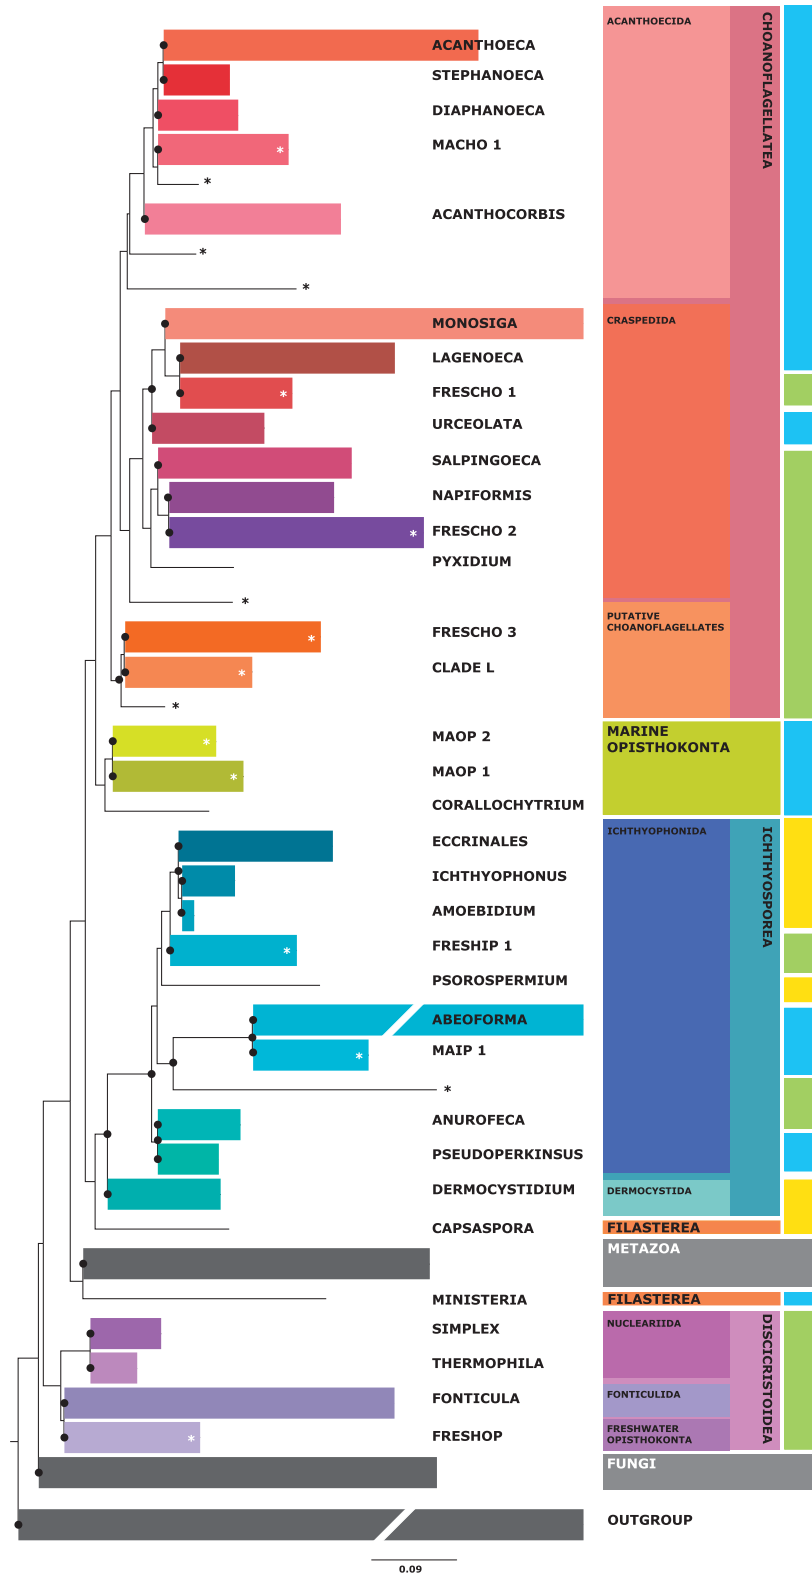 ACANTHOECA
STEPHANOECA
DIAPHANOECA
MACHO 1
*
*
ACANTHOCORBIS
*
*
MONOSIGA
LAGENOECA
FRESCHO 1
*
URCEOLATA
SALPINGOECA
NAPIFORMIS
FRESCHO 2
*
PYXIDIUM
*
FRESCHO 3
*
CLADE L
*
*
MAOP 2
*
MAOP 1
*
CORALLOCHYTRIUM
ECCRINALES
ICHTHYOPHONUS
AMOEBIDIUM
FRESHIP 1
*
PSOROSPERMIUM
ABEOFORMA
MAIP 1
*
*
ANUROFECA
PSEUDOPERKINSUS
DERMOCYSTIDIUM
CAPSASPORA
MINISTERIA
SIMPLEX
THERMOPHILA
FONTICULA
FRESHOP
*
ACANTHOECIDA
CHOANOFLAGELLATEA
CRASPEDIDA
PUTATIVE
CHOANOFLAGELLATES
MARINE
OPISTHOKONTA
ICHTHYOPHONIDA
ICHTHYOSPOREA
DERMOCYSTIDA
FILASTEREA
METAZOA
FILASTEREA
NUCLEARIIDA
DISCICRISTOIDEA
FONTICULIDA
FRESHWATER
OPISTHOKONTA
FUNGI
OUTGROUP
0.09